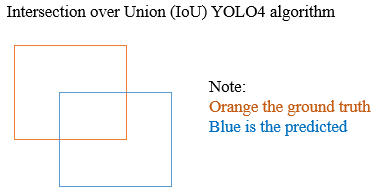 Intersection over Union (IoU) YOLO4 algorithm
Note:
Orange the ground truth
Blue is the predicted